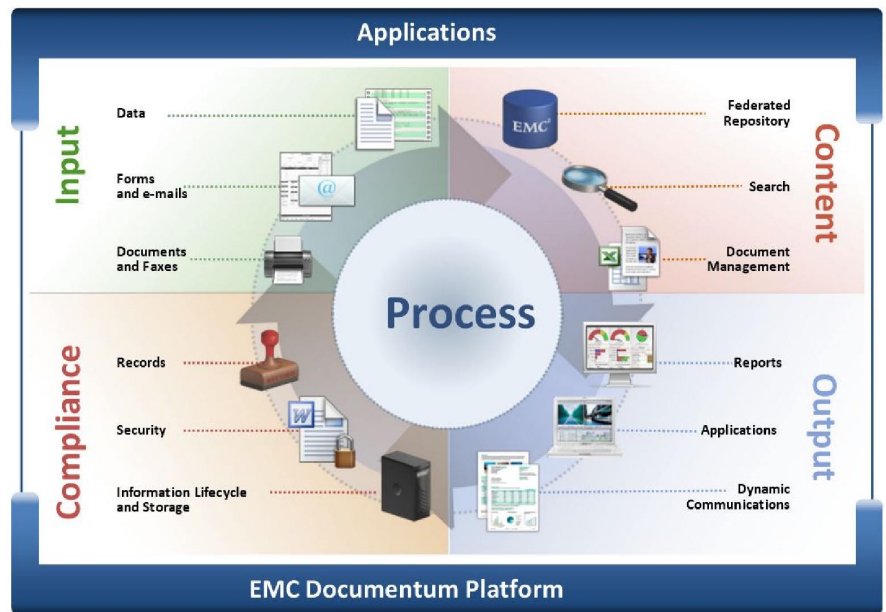 Applications
Input
Data
Forms
and e-mails
Documents
and Faxes
Content
EMC²
Federated
Repository
Search
Document
Management
Process
Compliance
Records
Security
Information Lifecycle
and Storage
Output
Reports
Applications
Dynamic
Communications
EMC Documentum Platform